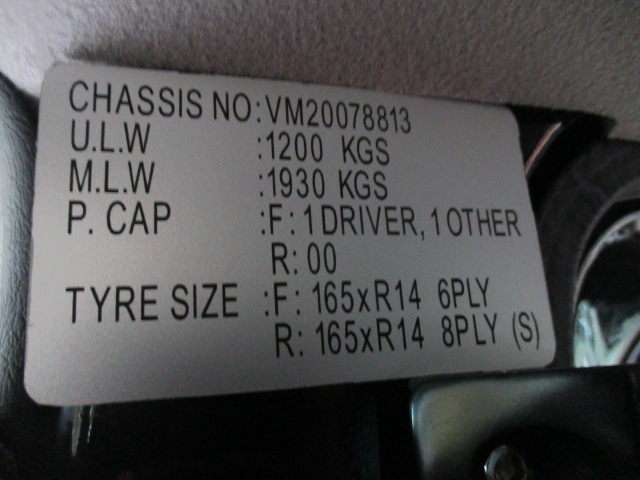 CHASSIS NO:VM20078813
U.L.W :1200 KGS
M.L.W :1930 KGS
P. CAP :F: 1 DRIVER, 1 OTHER
R: 00
TYRE SIZE :F: 165xR14 6PLY
R: 165xR14 8PLY (S)